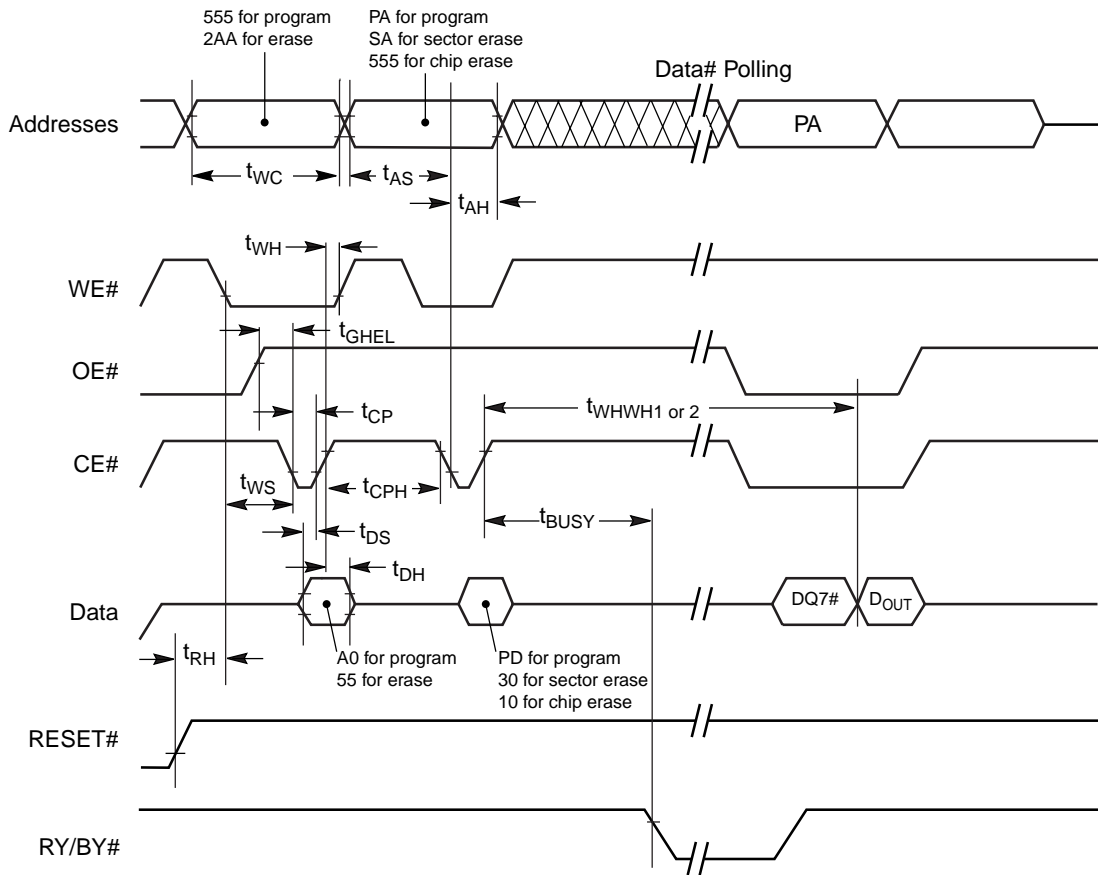 555 for program
2AA for erase
PA for program
SA for sector erase
555 for chip erase
Data# Polling
Addresses
PA
tWC
tAS
tAH
tWH
WE#
tGHEL
OE#
tWHWH1 or 2
tCP
CE#
tWS
tCPH
tBUSY
tDS
tDH
Data
DQ7#
DOUT
tRH
A0 for program
55 for erase
PD for program
30 for sector erase
10 for chip erase
RESET#
RY/BY#